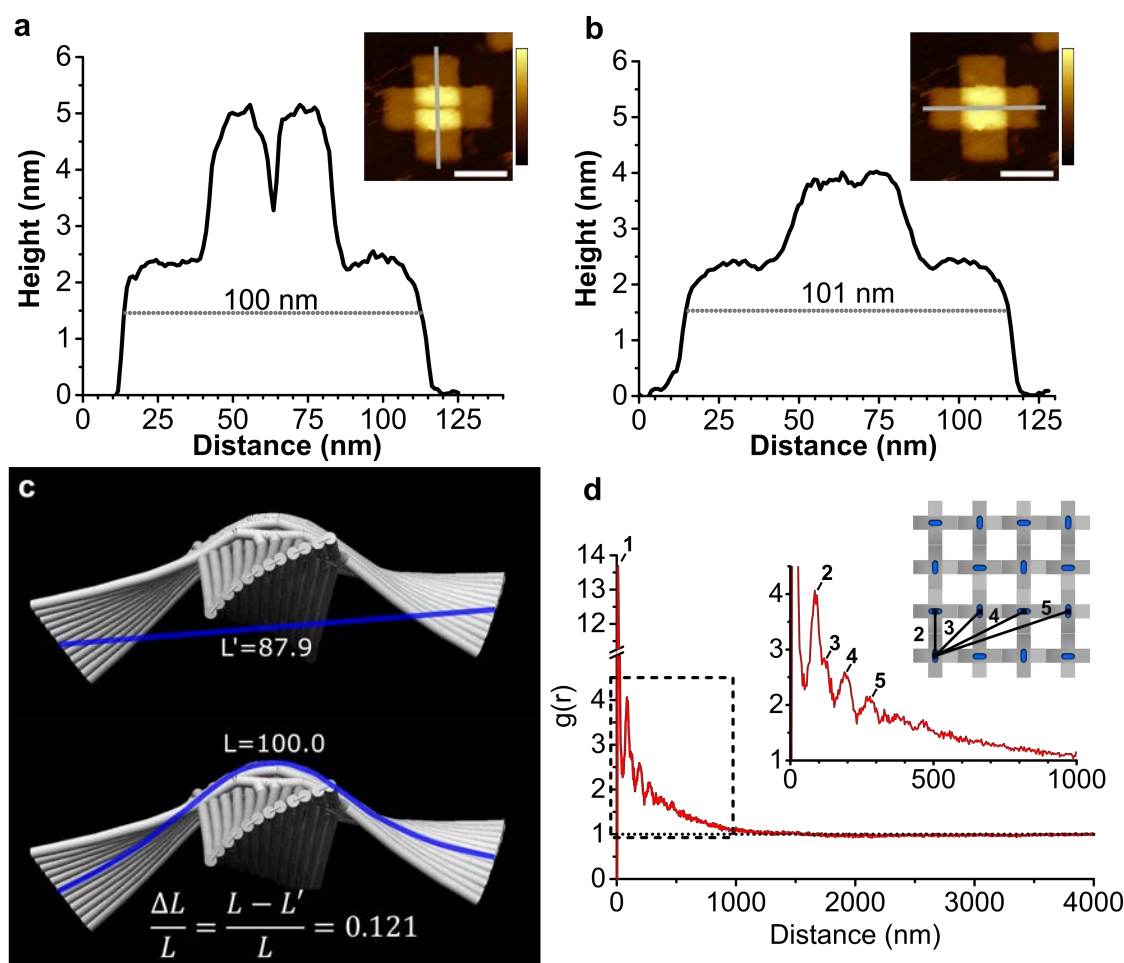 a
Height (nm)
6
5
4
3
2
1
0
100 nm
0 25 50 75 100 125
Distance (nm)
b
Height (nm)
6
5
4
3
2
1
0
101 nm
0 25 50 75 100 125
Distance (nm)
c
L'=87.9
L=100.0
ΔL/L = (L − L′)/L = 0.121
d
g(r)
14
13
12
4
3
2
1
0
1
0 1000 2000 3000 4000
Distance (nm)
4
3
2
1
2
3
4
5
0 500 1000
2 3 4 5